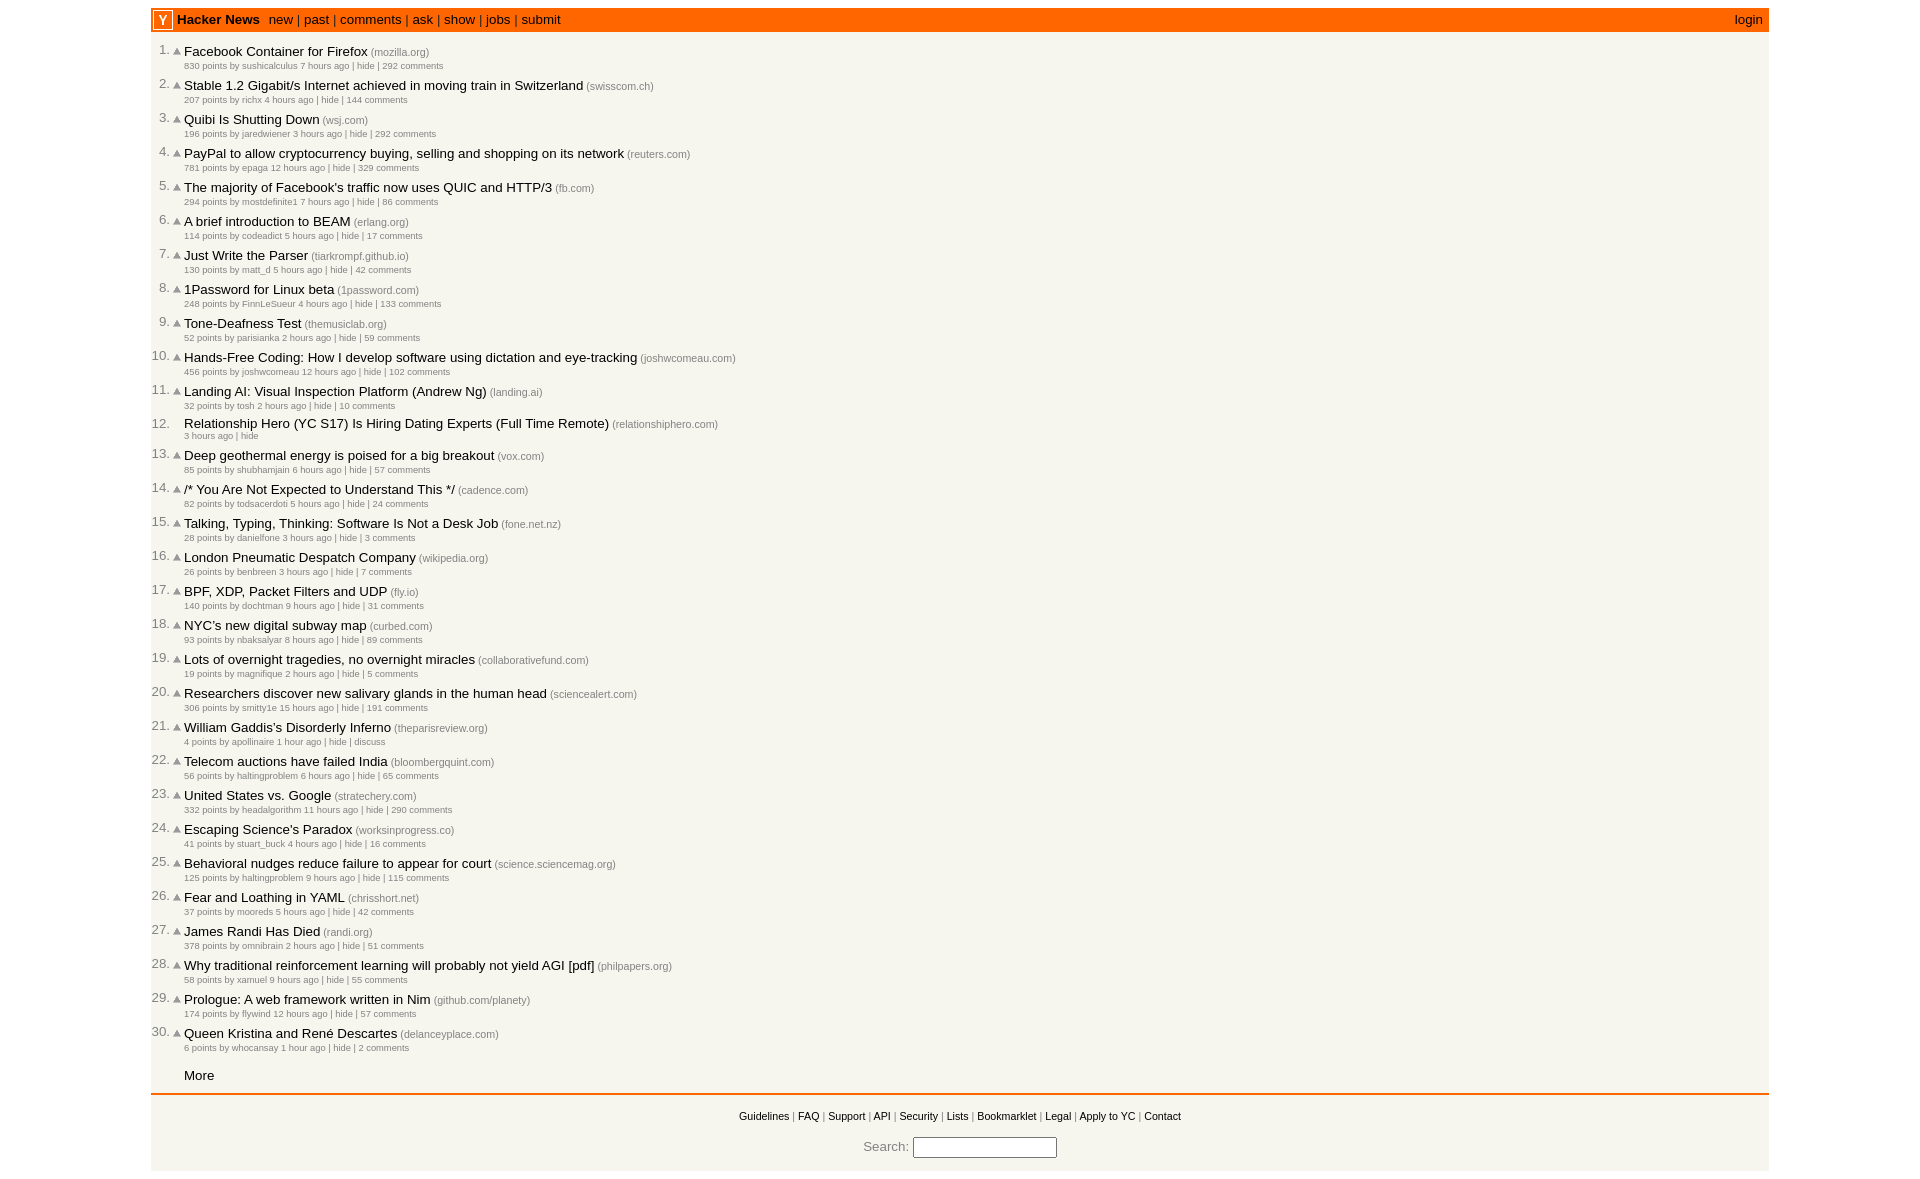 Y Hacker News new | past | comments | ask | show | jobs | submit login
1. Facebook Container for Firefox (mozilla.org)
830 points by sushicalculus 7 hours ago | hide | 292 comments
2. Stable 1.2 Gigabit/s Internet achieved in moving train in Switzerland (swisscom.ch)
207 points by richx 4 hours ago | hide | 144 comments
3. Quibi Is Shutting Down (wsj.com)
196 points by jaredwiener 3 hours ago | hide | 292 comments
4. PayPal to allow cryptocurrency buying, selling and shopping on its network (reuters.com)
781 points by epaga 12 hours ago | hide | 329 comments
5. The majority of Facebook's traffic now uses QUIC and HTTP/3 (fb.com)
294 points by mostdefinite1 7 hours ago | hide | 86 comments
6. A brief introduction to BEAM (erlang.org)
114 points by codeadict 5 hours ago | hide | 17 comments
7. Just Write the Parser (tiarkrompf.github.io)
130 points by matt_d 5 hours ago | hide | 42 comments
8. 1Password for Linux beta (1password.com)
248 points by FinnLeSueur 4 hours ago | hide | 133 comments
9. Tone-Deafness Test (themusiclab.org)
52 points by parisianka 2 hours ago | hide | 59 comments
10. Hands-Free Coding: How I develop software using dictation and eye-tracking (joshwcomeau.com)
456 points by joshwcomeau 12 hours ago | hide | 102 comments
11. Landing AI: Visual Inspection Platform (Andrew Ng) (landing.ai)
32 points by tosh 2 hours ago | hide | 10 comments
12. Relationship Hero (YC S17) Is Hiring Dating Experts (Full Time Remote) (relationshiphero.com)
3 hours ago | hide
13. Deep geothermal energy is poised for a big breakout (vox.com)
85 points by shubhamjain 6 hours ago | hide | 57 comments
14. /* You Are Not Expected to Understand This */ (cadence.com)
82 points by todsacerdoti 5 hours ago | hide | 24 comments
15. Talking, Typing, Thinking: Software Is Not a Desk Job (fone.net.nz)
28 points by danielfone 3 hours ago | hide | 3 comments
16. London Pneumatic Despatch Company (wikipedia.org)
26 points by benbreen 3 hours ago | hide | 7 comments
17. BPF, XDP, Packet Filters and UDP (fly.io)
140 points by dochtman 9 hours ago | hide | 31 comments
18. NYC’s new digital subway map (curbed.com)
93 points by nbaksalyar 8 hours ago | hide | 89 comments
19. Lots of overnight tragedies, no overnight miracles (collaborativefund.com)
19 points by magnifique 2 hours ago | hide | 5 comments
20. Researchers discover new salivary glands in the human head (sciencealert.com)
306 points by smitty1e 15 hours ago | hide | 191 comments
21. William Gaddis’s Disorderly Inferno (theparisreview.org)
4 points by apollinaire 1 hour ago | hide | discuss
22. Telecom auctions have failed India (bloombergquint.com)
56 points by haltingproblem 6 hours ago | hide | 65 comments
23. United States vs. Google (stratechery.com)
332 points by headalgorithm 11 hours ago | hide | 290 comments
24. Escaping Science's Paradox (worksinprogress.co)
41 points by stuart_buck 4 hours ago | hide | 16 comments
25. Behavioral nudges reduce failure to appear for court (science.sciencemag.org)
125 points by haltingproblem 9 hours ago | hide | 115 comments
26. Fear and Loathing in YAML (chrisshort.net)
37 points by mooreds 5 hours ago | hide | 42 comments
27. James Randi Has Died (randi.org)
378 points by omnibrain 2 hours ago | hide | 51 comments
28. Why traditional reinforcement learning will probably not yield AGI [pdf] (philpapers.org)
58 points by xamuel 9 hours ago | hide | 55 comments
29. Prologue: A web framework written in Nim (github.com/planety)
174 points by flywind 12 hours ago | hide | 57 comments
30. Queen Kristina and René Descartes (delanceyplace.com)
6 points by whocansay 1 hour ago | hide | 2 comments
More
Guidelines | FAQ | Support | API | Security | Lists | Bookmarklet | Legal | Apply to YC | Contact
Search: